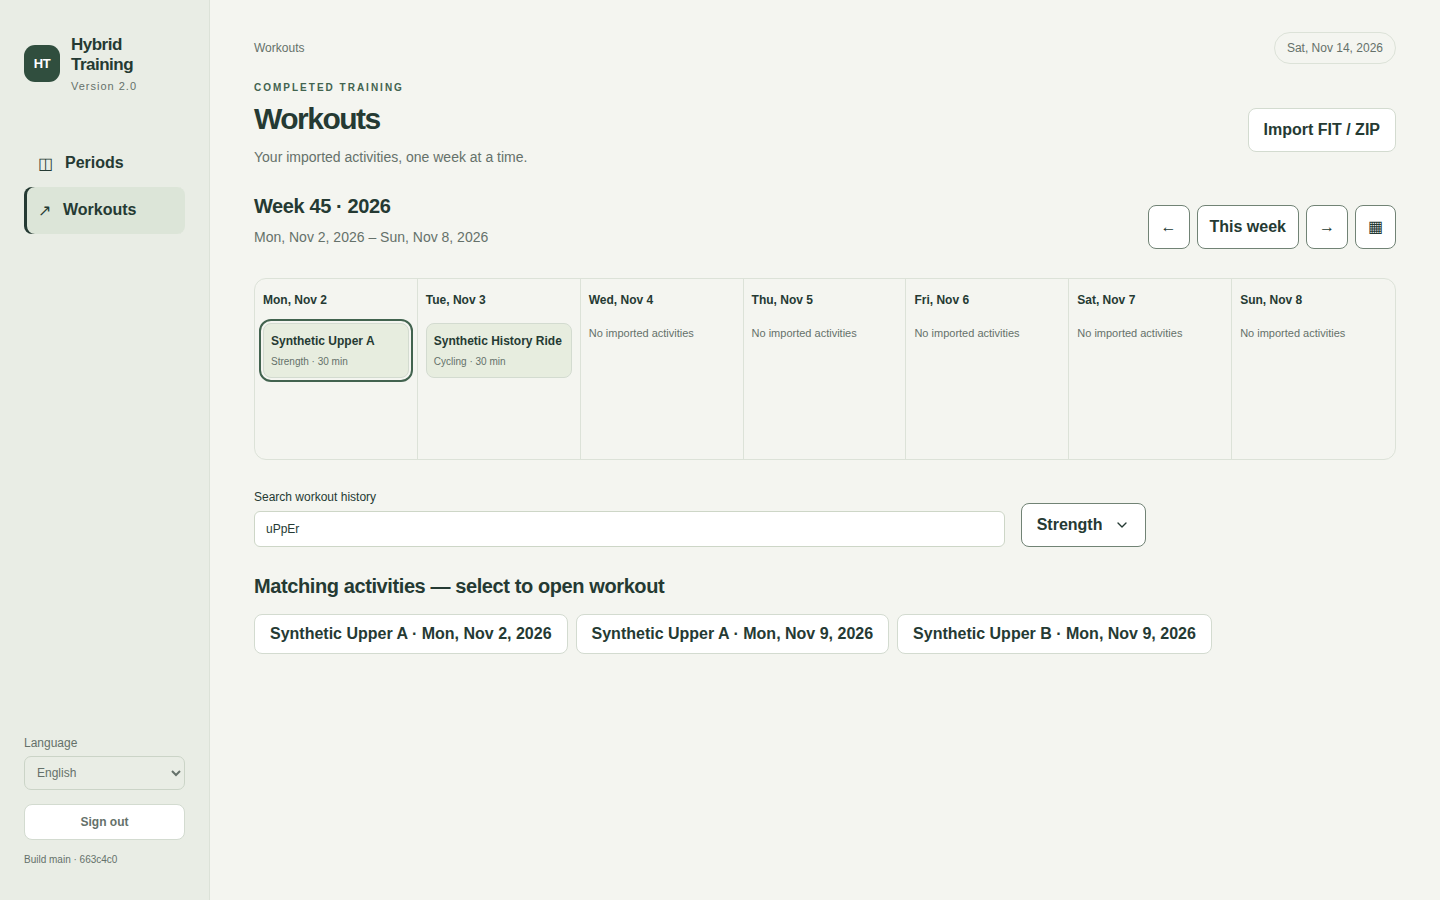 HT
Hybrid
Training
Version 2.0
Periods
Workouts
Language
English
Sign out
Build main · 663c4c0
Workouts
Sat, Nov 14, 2026
COMPLETED TRAINING
Workouts
Import FIT / ZIP
Your imported activities, one week at a time.
Week 45 · 2026
Mon, Nov 2, 2026 – Sun, Nov 8, 2026
←
This week
→
Mon, Nov 2
Synthetic Upper A
Strength · 30 min
Tue, Nov 3
Synthetic History Ride
Cycling · 30 min
Wed, Nov 4
No imported activities
Thu, Nov 5
No imported activities
Fri, Nov 6
No imported activities
Sat, Nov 7
No imported activities
Sun, Nov 8
No imported activities
Search workout history
uPpEr
Strength
Matching activities — select to open workout
Synthetic Upper A · Mon, Nov 2, 2026
Synthetic Upper A · Mon, Nov 9, 2026
Synthetic Upper B · Mon, Nov 9, 2026